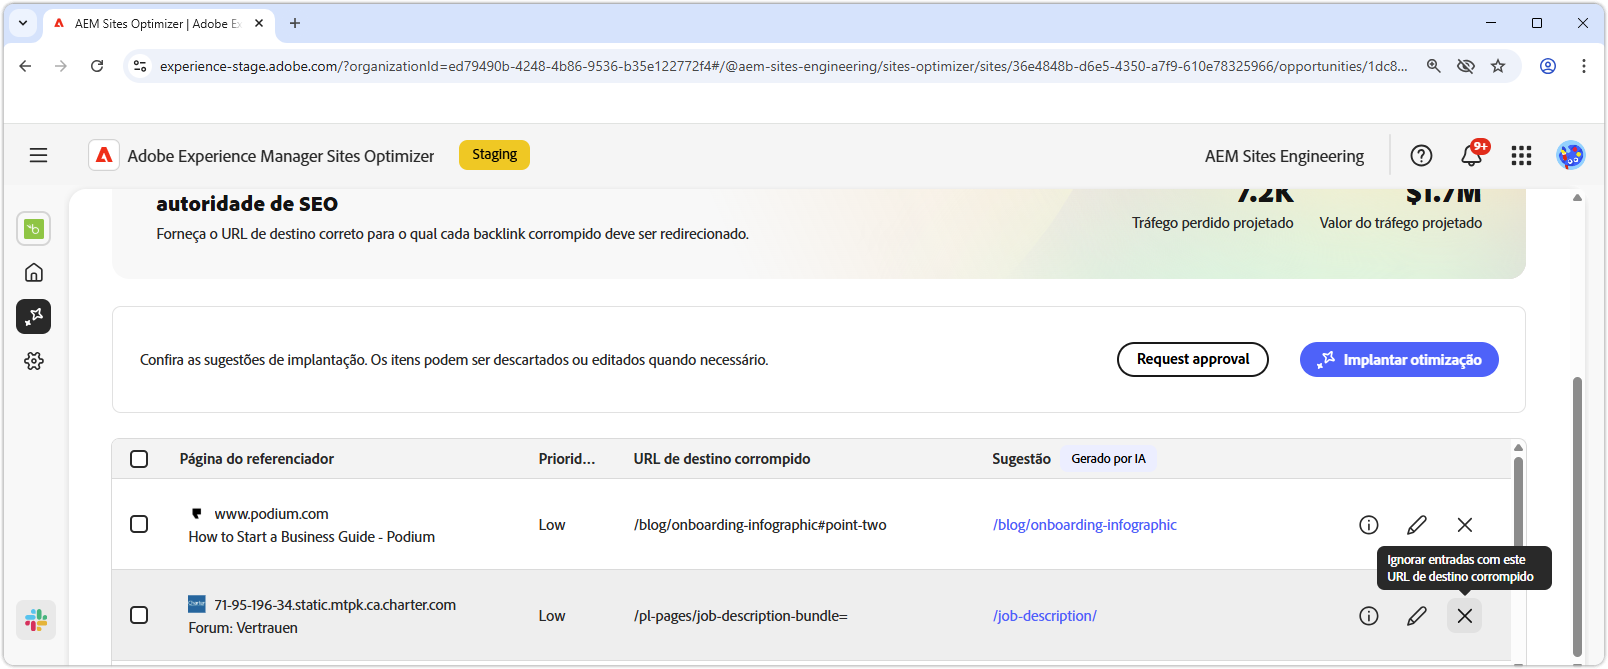 AEM Sites Optimizer | Adobe Ex
experience-stage.adobe.com/?organizationId=ed79490b-4248-4b86-9536-b35e122772f4#/@aem-sites-engineering/sites-optimizer/sites/36e4848b-d6e5-4350-a7f9-610e78325966/opportunities/1dc8...
Adobe Experience Manager Sites Optimizer
Staging
AEM Sites Engineering
9+
autoridade de SEO
7.2K
$1.7M
Forneça o URL de destino correto para o qual cada backlink corrompido deve ser redirecionado.
Tráfego perdido projetado
Valor do tráfego projetado
Confira as sugestões de implantação. Os itens podem ser descartados ou editados quando necessário.
Request approval
Implantar otimização
Página do referenciador
Priorid...
URL de destino corrompido
Sugestão
Gerado por IA
www.podium.com
How to Start a Business Guide - Podium
Low
/blog/onboarding-infographic#point-two
/blog/onboarding-infographic
Ignorar entradas com este
URL de destino corrompido
Charter
71-95-196-34.static.mtpk.ca.charter.com
Forum: Vertrauen
Low
/pl-pages/job-description-bundle=
/job-description/